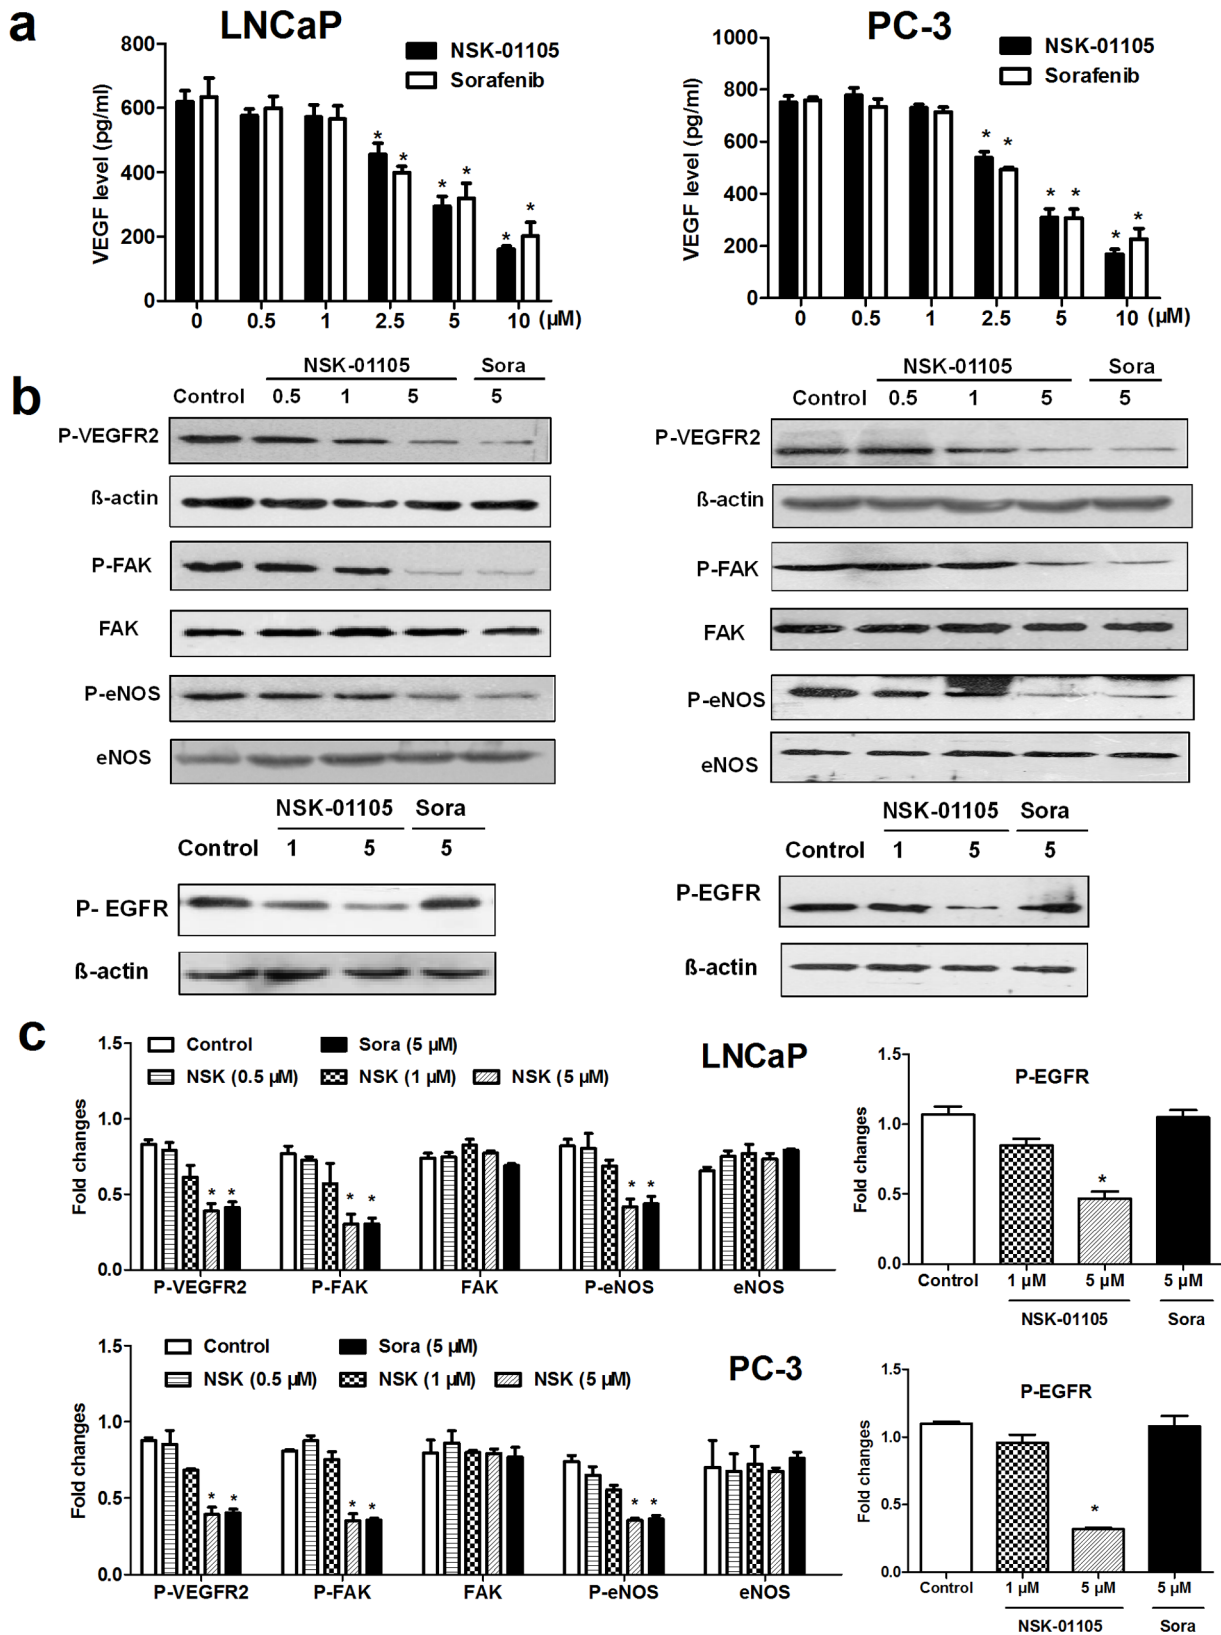 a
LNCaP
NSK-01105
Sorafenib
VEGF level (pg/ml)
800
600
400
200
0
* * * * * *
0 0.5 1 2.5 5 10 (µM)
PC-3
NSK-01105
Sorafenib
VEGF level (pg/ml)
1000
800
600
400
200
0
* * * * * *
0 0.5 1 2.5 5 10 (µM)
b
NSK-01105 Sora
Control 0.5 1 5 5
P-VEGFR2
ß-actin
P-FAK
FAK
P-eNOS
eNOS
NSK-01105 Sora
Control 1 5 5
P- EGFR
ß-actin
NSK-01105 Sora
Control 0.5 1 5 5
P-VEGFR2
ß-actin
P-FAK
FAK
P-eNOS
eNOS
NSK-01105 Sora
Control 1 5 5
P-EGFR
ß-actin
c
LNCaP
Control Sora (5 µM)
NSK (0.5 µM) NSK (1 µM) NSK (5 µM)
Fold changes
1.5
1.0
0.5
0.0
* * * * * *
P-VEGFR2 P-FAK FAK P-eNOS eNOS
P-EGFR
Fold changes
1.5
1.0
0.5
0.0
*
Control 1 µM 5 µM 5 µM
NSK-01105 Sora
PC-3
Control Sora (5 µM)
NSK (0.5 µM) NSK (1 µM) NSK (5 µM)
Fold changes
1.5
1.0
0.5
0.0
* * * * * *
P-VEGFR2 P-FAK FAK P-eNOS eNOS
P-EGFR
Fold changes
1.5
1.0
0.5
0.0
*
Control 1 µM 5 µM 5 µM
NSK-01105 Sora